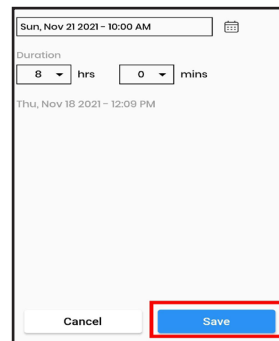 Sun, Nov 21 2021 - 10:00 AM
Duration
8 hrs 0 mins
Thu, Nov 18 2021 - 12:09 PM
Cancel Save